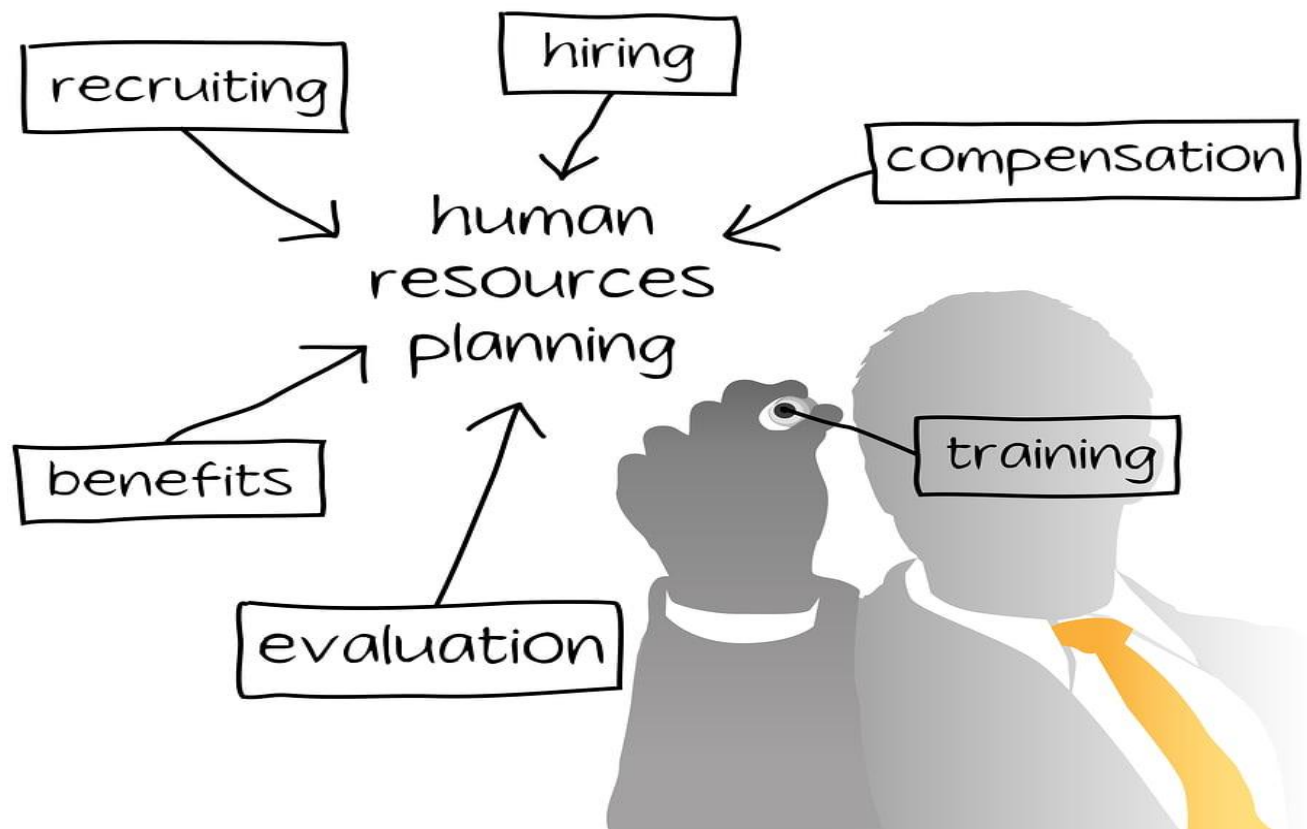 hiring
recruiting
compensation
human
resources
planning
training
benefits
evaluation